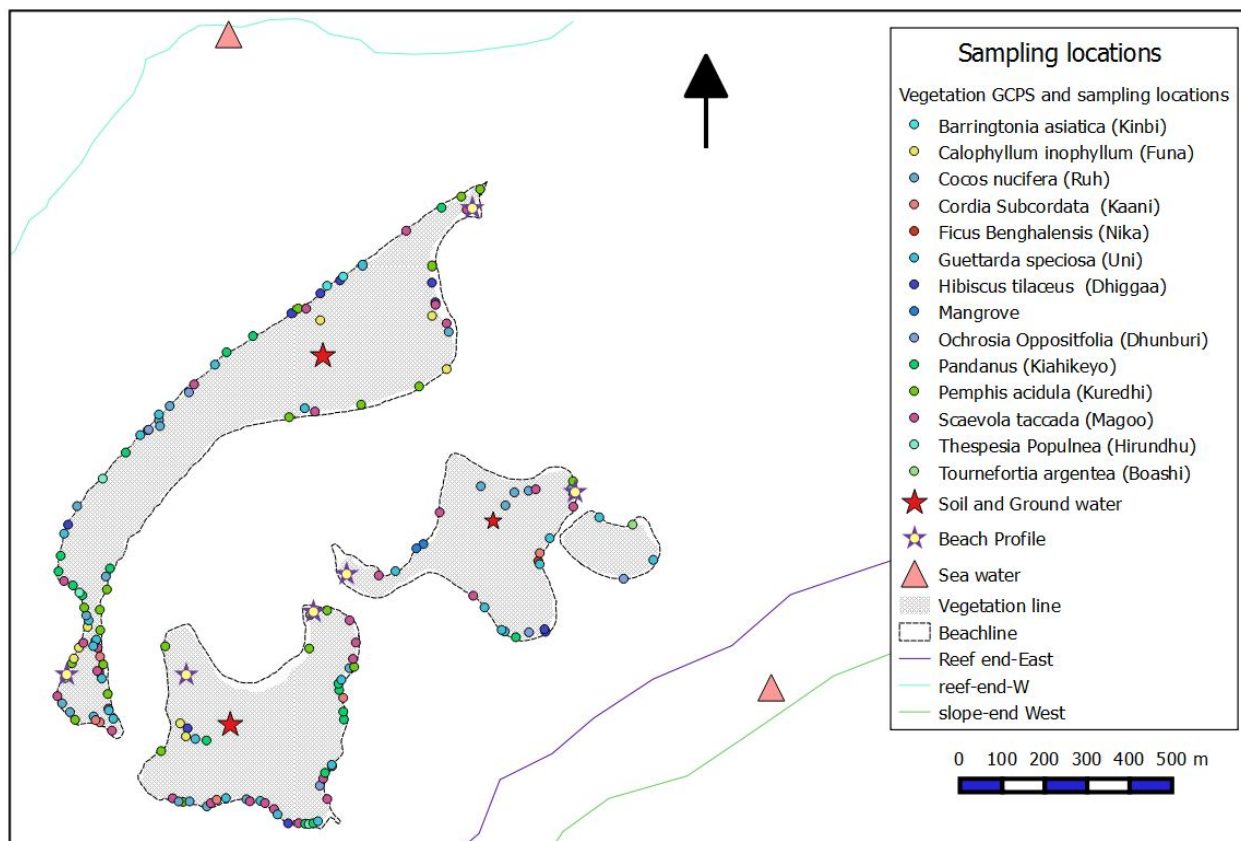 Sampling locations
Vegetation GCPS and sampling locations
Barringtonia asiatica (Kinbi)
Calophyllum inophyllum (Funa)
Cocos nucifera (Ruh)
Cordia Subcordata (Kaani)
Ficus Benghalensis (Nika)
Guettarda speciosa (Uni)
Hibiscus tilaceus (Dhiggaa)
Mangrove
Ochrosia Oppositfolia (Dhunburi)
Pandanus (Kiahikeyo)
Pemphis acidula (Kuredhi)
Scaevola taccada (Magoo)
Thespesia Populnea (Hirundhu)
Tournefortia argentea (Boashi)
Soil and Ground water
Beach Profile
Sea water
Vegetation line
Beachline
Reef end-East
reef-end-W
slope-end West
0 100 200 300 400 500 m